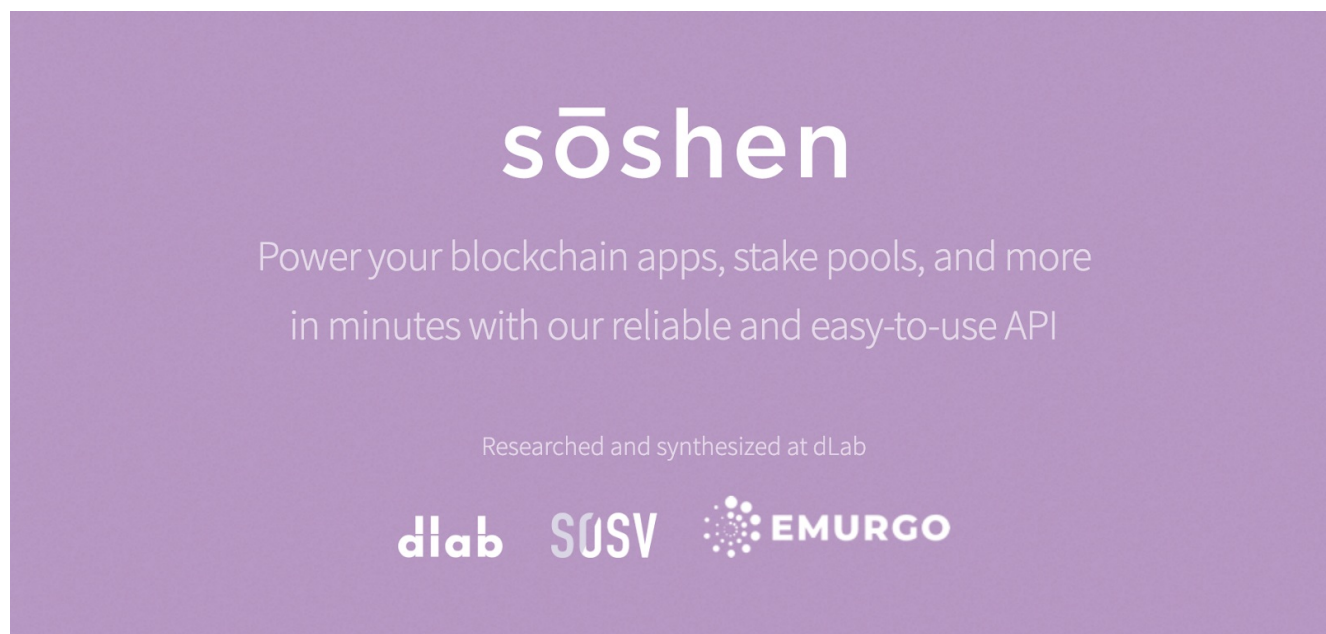 sōshen
Power your blockchain apps, stake pools, and more
in minutes with our reliable and easy-to-use API
Researched and synthesized at dLab
dlab SOSV EMURGO